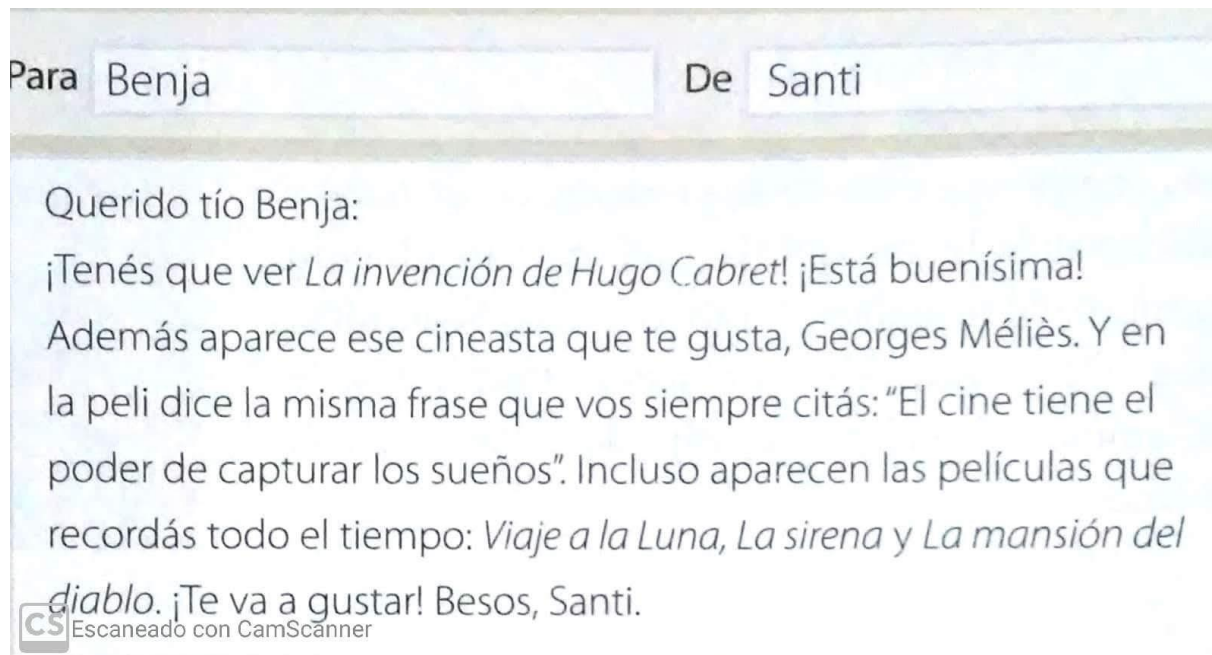 Para Benja De Santi
Querido tío Benja:
¡Tenés que ver La invención de Hugo Cabret! ¡Está buenísima!
Además aparece ese cineasta que te gusta, Georges Méliès. Y en
la peli dice la misma frase que vos siempre citás: “El cine tiene el
poder de capturar los sueños”. Incluso aparecen las películas que
recordás todo el tiempo: Viaje a la Luna, La sirena y La mansión del
diablo. ¡Te va a gustar! Besos, Santi.
CS Escaneado con CamScanner